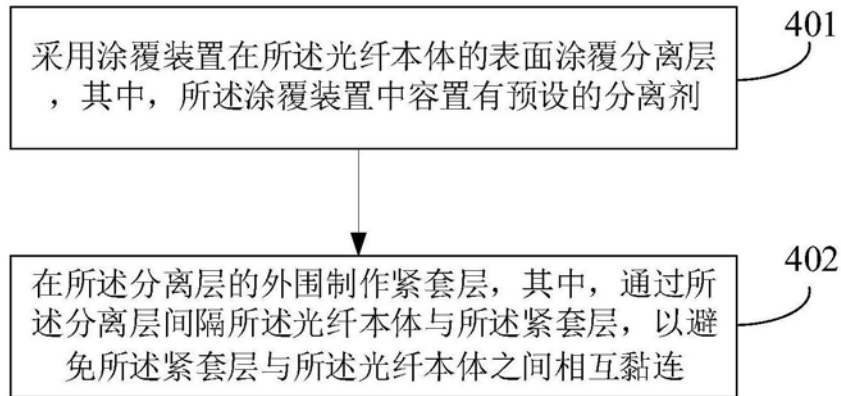 采用涂覆装置在所述光纤本体的表面涂覆分离层
，其中，所述涂覆装置中容置有预设的分离剂
401
在所述分离层的外围制作紧套层，其中，通过所
述分离层间隔所述光纤本体与所述紧套层，以避
免所述紧套层与所述光纤本体之间相互黏连
402